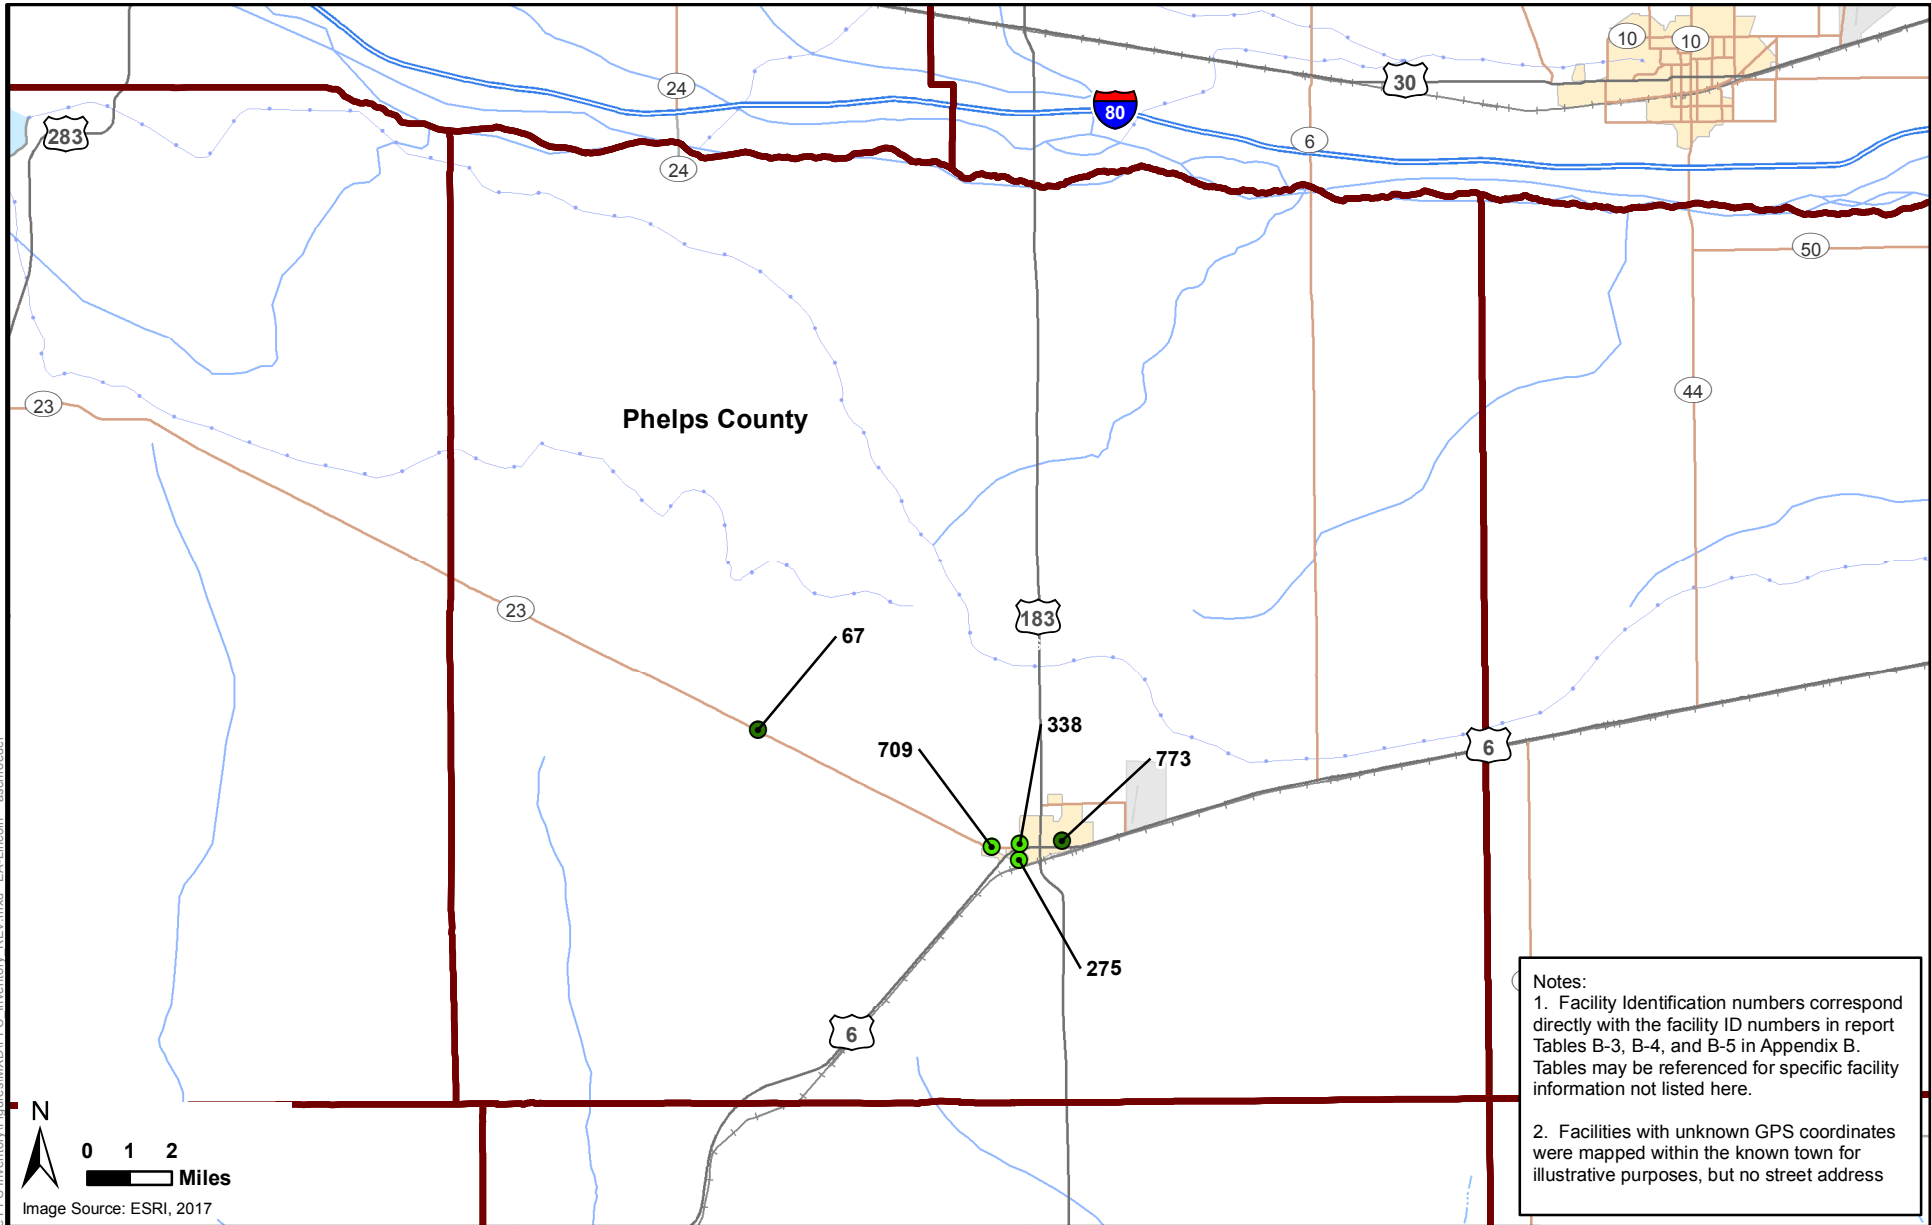 10
10
30
80
24
283
6
24
50
44
23
Phelps County
23
183
67
338
709
773
6
275
6
Notes:
1. Facility Identification numbers correspond
directly with the facility ID numbers in report
Tables B-3, B-4, and B-5 in Appendix B.
Tables may be referenced for specific facility
information not listed here.
2. Facilities with unknown GPS coordinates
were mapped within the known town for
illustrative purposes, but no street address
N
0 1 2
Miles
Image Source: ESRI, 2017